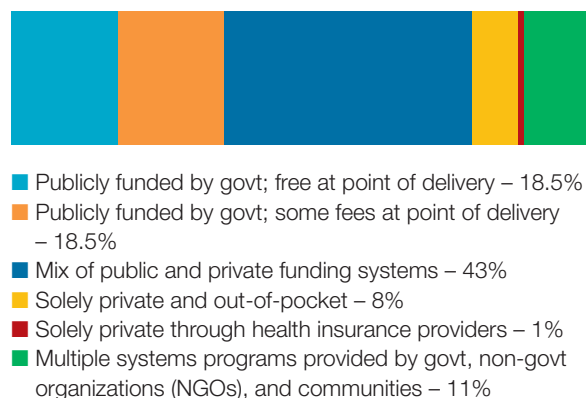 Publicly funded by govt; free at point of delivery – 18.5%
Publicly funded by govt; some fees at point of delivery
– 18.5%
Mix of public and private funding systems – 43%
Solely private and out-of-pocket – 8%
Solely private through health insurance providers – 1%
Multiple systems programs provided by govt, non-govt
organizations (NGOs), and communities – 11%